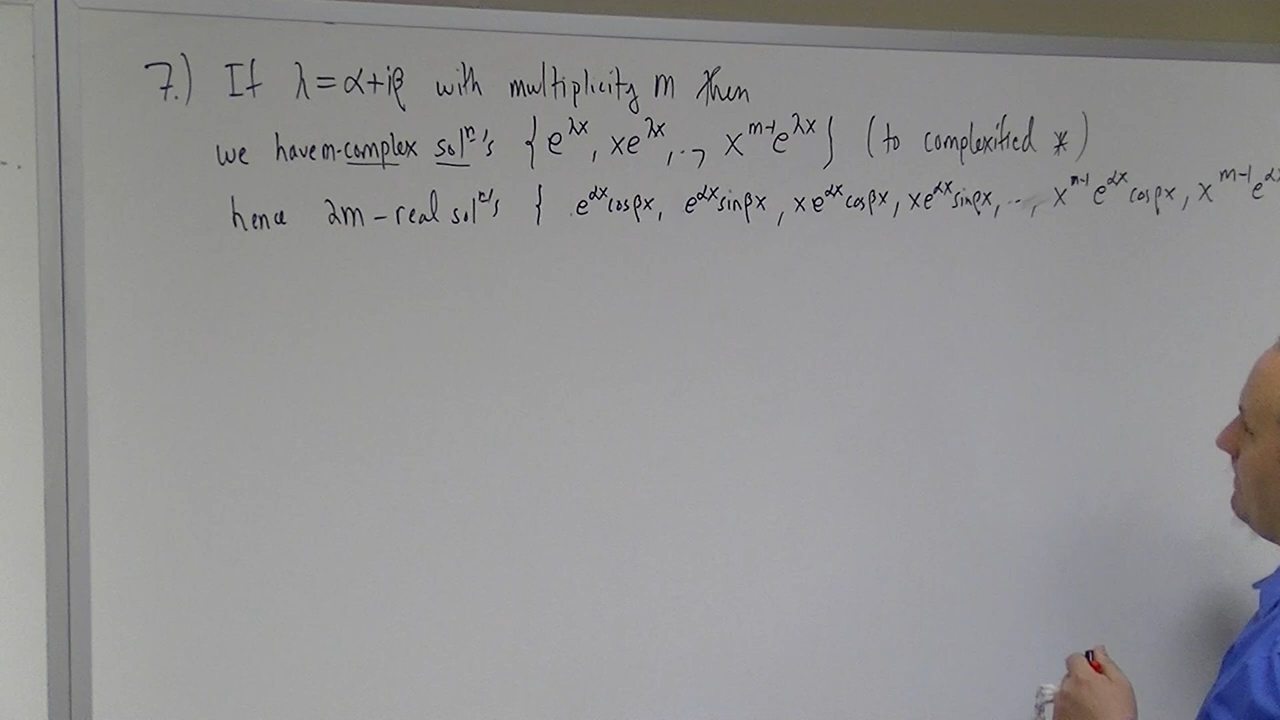 7.) If λ = α+iβ with multiplicity m then
we have m-complex solⁿ's { e^{λx}, xe^{λx}, ..., x^{m-1}e^{λx} } (to complexified *)
hence 2m - real solⁿ's { e^{αx}cosβx, e^{αx}sinβx, xe^{αx}cosβx, xe^{αx}sinβx, ..., x^{m-1}e^{αx}cosβx, x^{m-1}e^{α